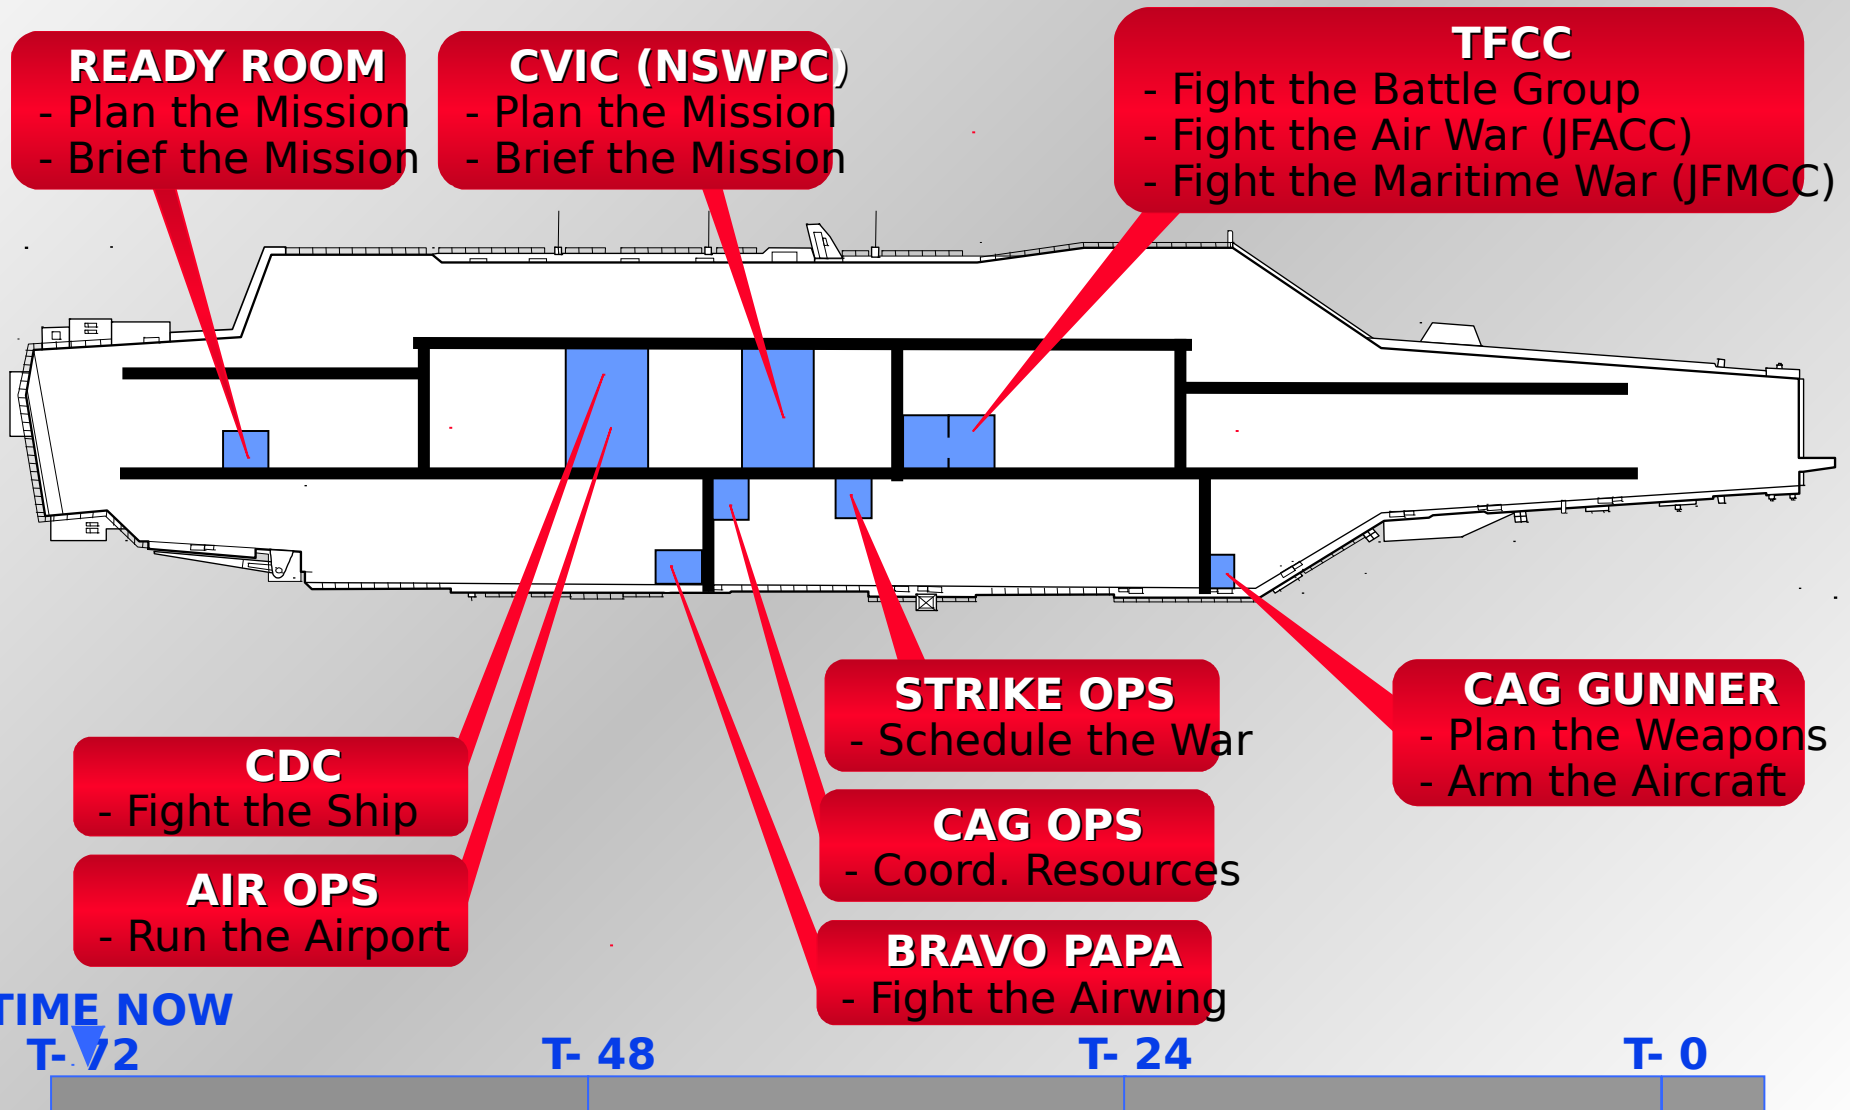 READY ROOM
- Plan the Mission
- Brief the Mission
CVIC (NSWPC)
- Plan the Mission
- Brief the Mission
TFCC
- Fight the Battle Group
- Fight the Air War (JFACC)
- Fight the Maritime War (JFMCC)
STRIKE OPS
- Schedule the War
CAG GUNNER
- Plan the Weapons
- Arm the Aircraft
CDC
- Fight the Ship
CAG OPS
- Coord. Resources
AIR OPS
- Run the Airport
BRAVO PAPA
- Fight the Airwing
TIME NOW
T- 72
T- 48
T- 24
T- 0